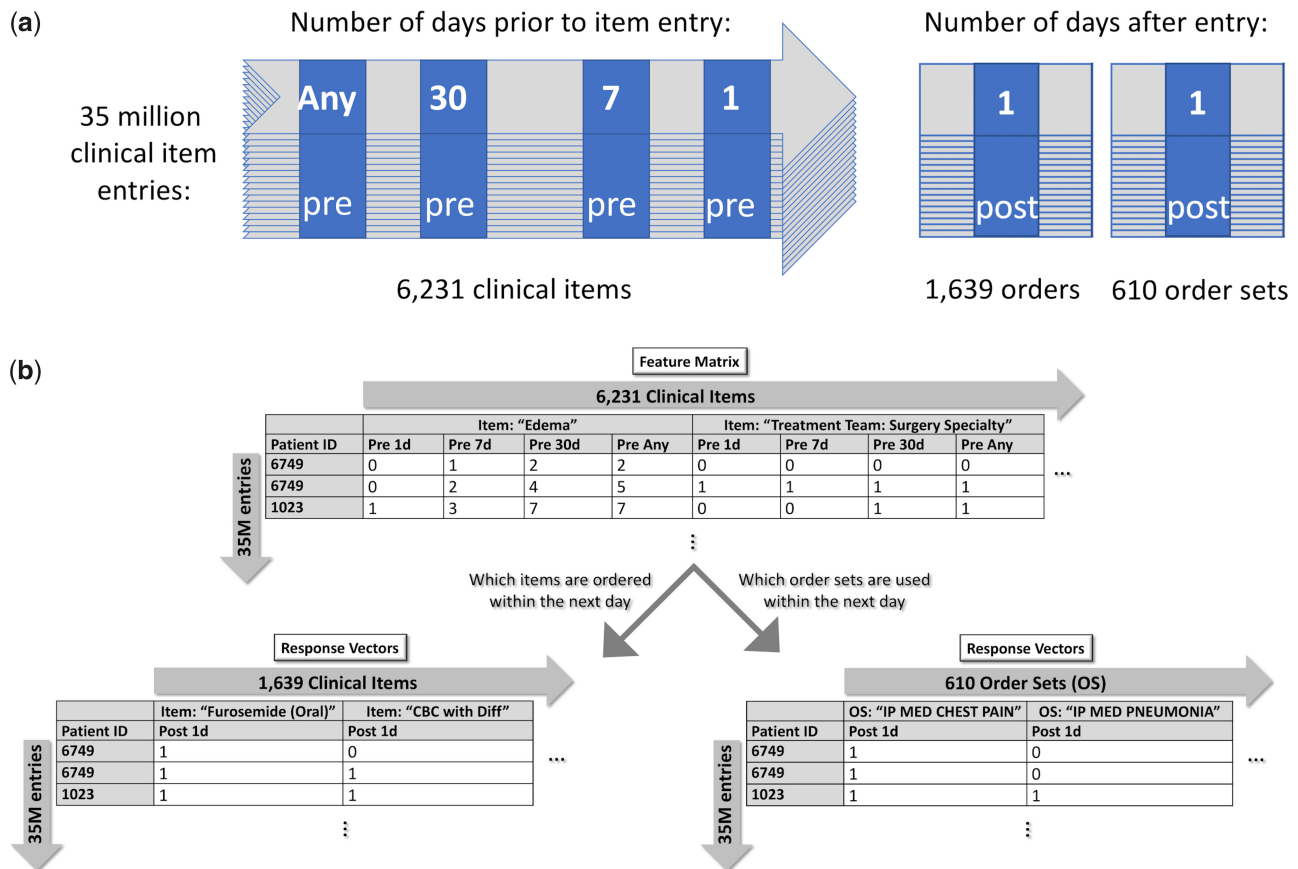 (a)
Number of days prior to item entry:
Number of days after entry:
35 million
clinical item
entries:
Any 30 7 1
pre pre pre pre
1 1
post post
6,231 clinical items
1,639 orders
610 order sets
(b)
Feature Matrix
6,231 Clinical Items
Item: “Edema” Item: “Treatment Team: Surgery Specialty”
Patient ID Pre 1d Pre 7d Pre 30d Pre Any Pre 1d Pre 7d Pre 30d Pre Any
6749 0 1 2 2 0 0 0 0
6749 0 2 4 5 1 1 1 1
1023 1 3 7 7 0 0 1 1
...
⋮
35M entries
Which items are ordered
within the next day
Which order sets are used
within the next day
Response Vectors
1,639 Clinical Items
Item: “Furosemide (Oral)” Item: “CBC with Diff”
Patient ID Post 1d Post 1d
6749 1 0
6749 1 1
1023 1 1
...
⋮
35M entries
Response Vectors
610 Order Sets (OS)
OS: “IP MED CHEST PAIN” OS: “IP MED PNEUMONIA”
Patient ID Post 1d Post 1d
6749 1 0
6749 1 0
1023 1 1
...
⋮
35M entries